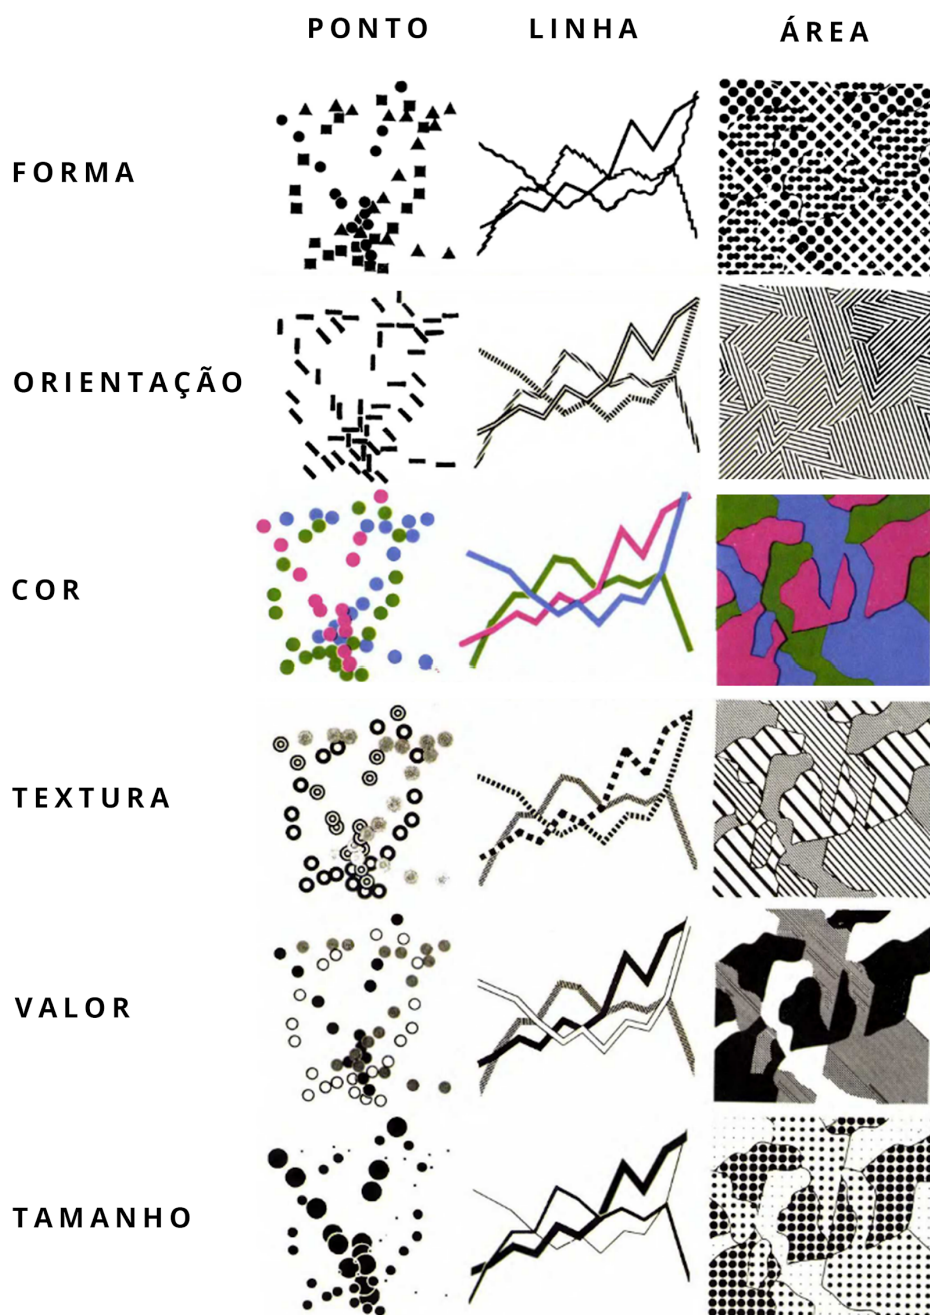 PONTO LINHA ÁREA
FORMA
ORIENTAÇÃO
COR
TEXTURA
VALOR
TAMANHO